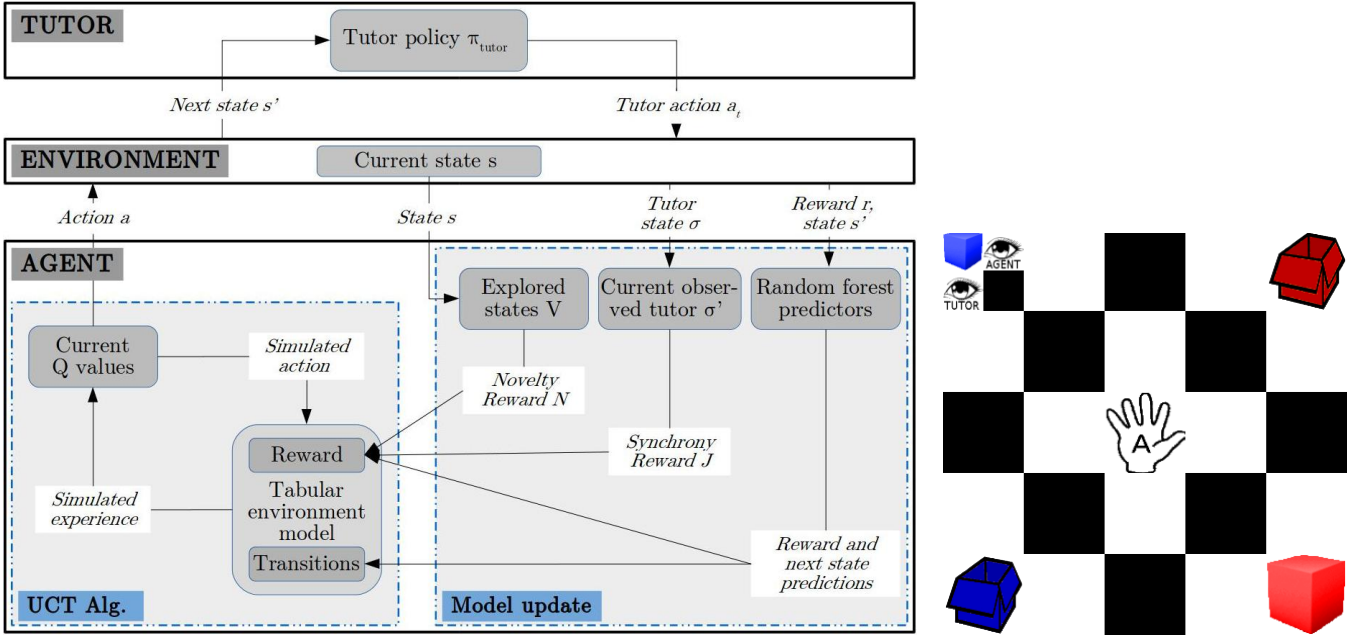 TUTOR
Tutor policy π_tutor
Next state s'
Tutor action a_t
ENVIRONMENT
Current state s
Action a
State s
Tutor
state σ
Reward r,
state s'
AGENT
Explored
states V
Current obser-
ved tutor σ'
Random forest
predictors
Current
Q values
Simulated
action
Novelty
Reward N
Reward
Synchrony
Reward J
Tabular
environment
model
Simulated
experience
Transitions
Reward and
next state
predictions
UCT Alg.
Model update
AGENT
TUTOR
A